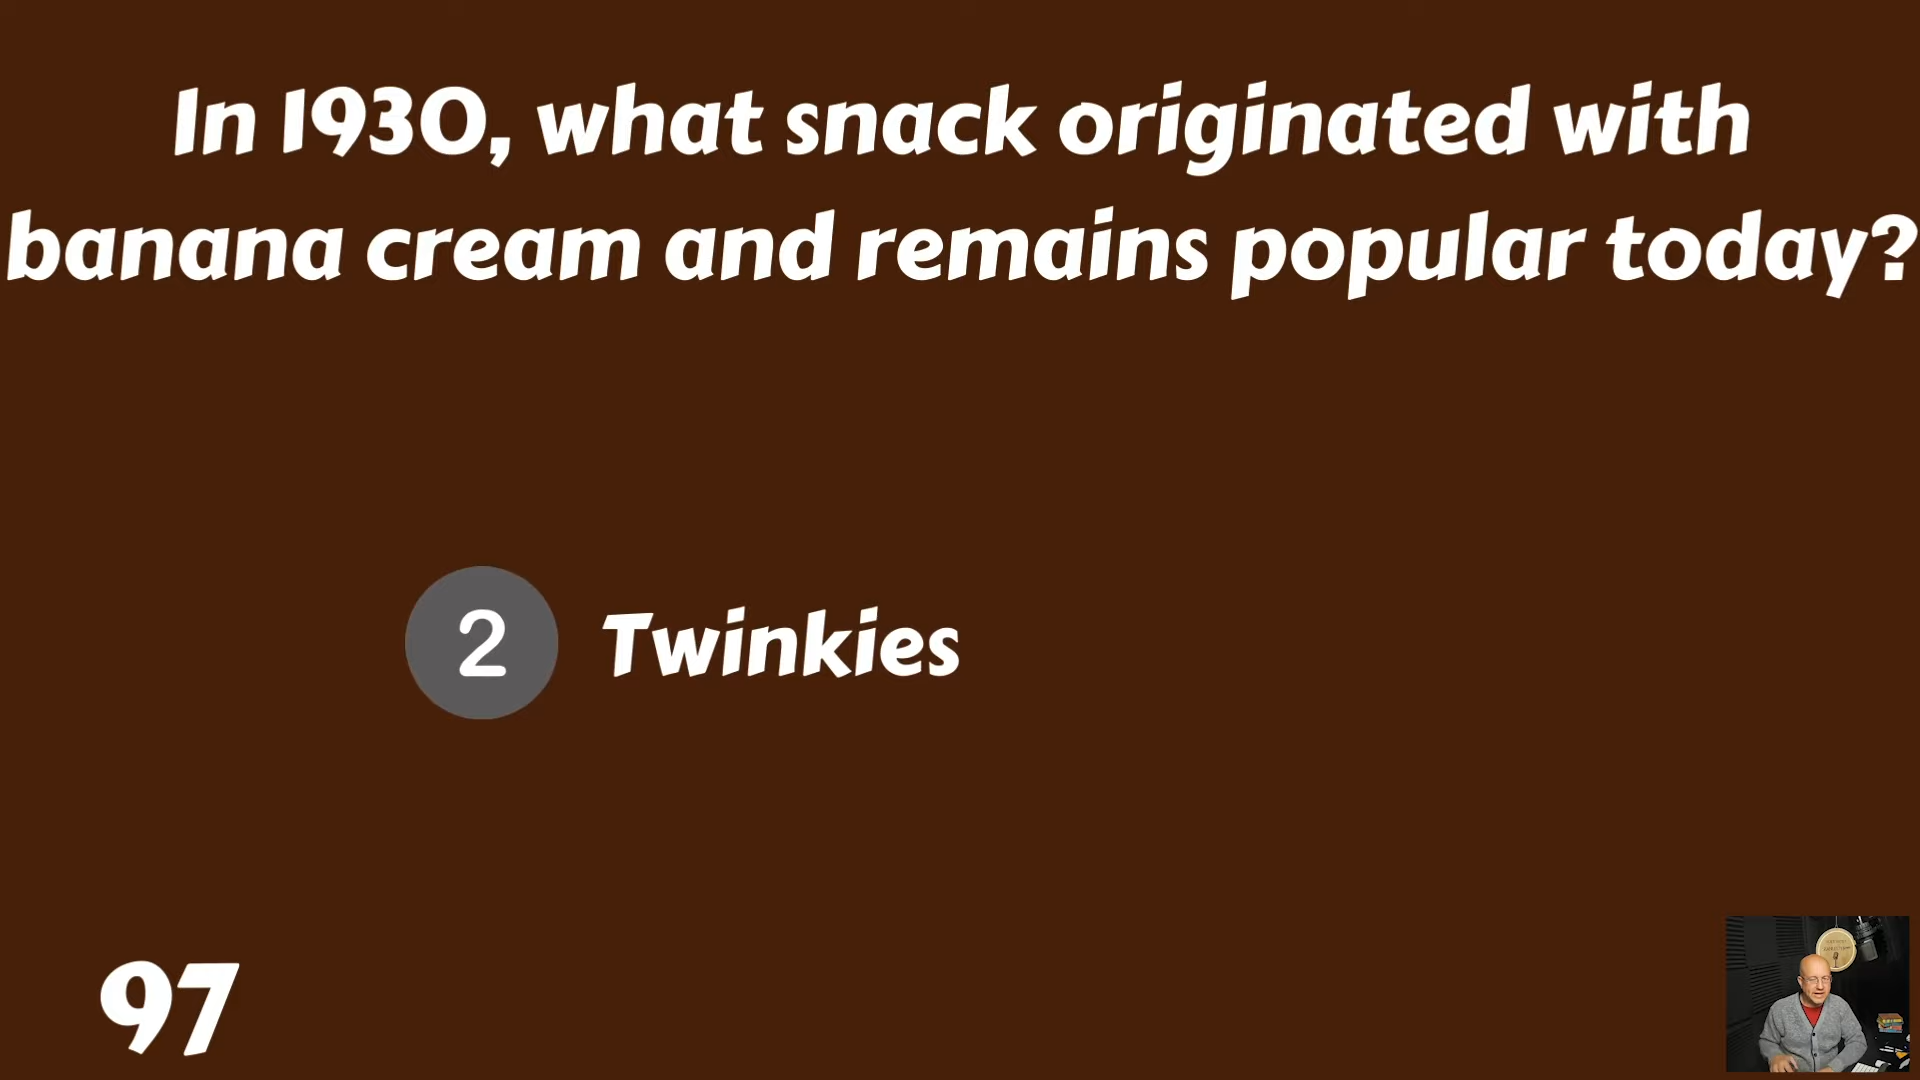 In 1930, what snack originated with
banana cream and remains popular today?
2 Twinkies
97